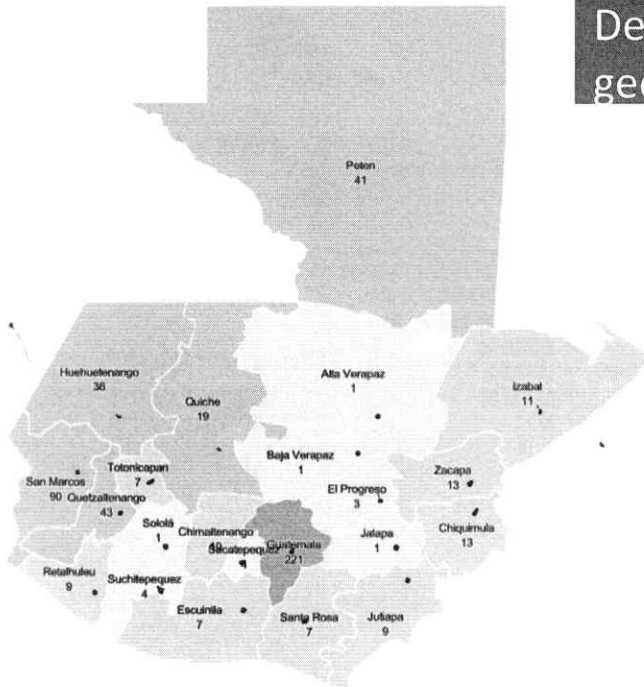 De
geo
Peten
41
Huehuetenango
36
Quiche
19
Alta Verapaz
1
Izabal
11
Baja Verapaz
1
San Marcos
90
Totonicapan
7
Quetzaltenango
43
El Progreso
3
Zacapa
13
Chiquimula
13
Sololá
1
Chimaltenango
Sacatepequez
Guatemala
221
Jalapa
1
Retalhuleu
9
Suchitepequez
4
Escuintla
7
Santa Rosa
7
Jutiapa
9